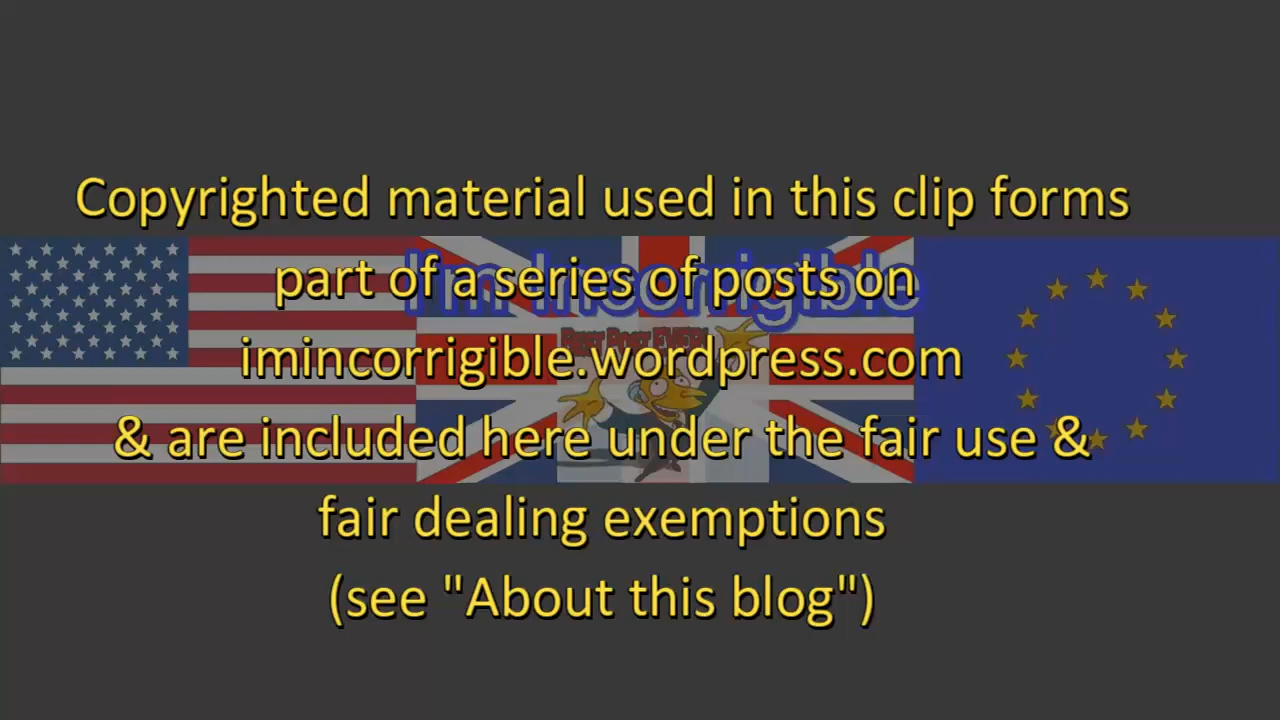 Copyrighted material used in this clip forms
part of a series of posts on
I'm Incorrigible
imincorrigible.wordpress.com
& are included here under the fair use &
fair dealing exemptions
(see "About this blog")